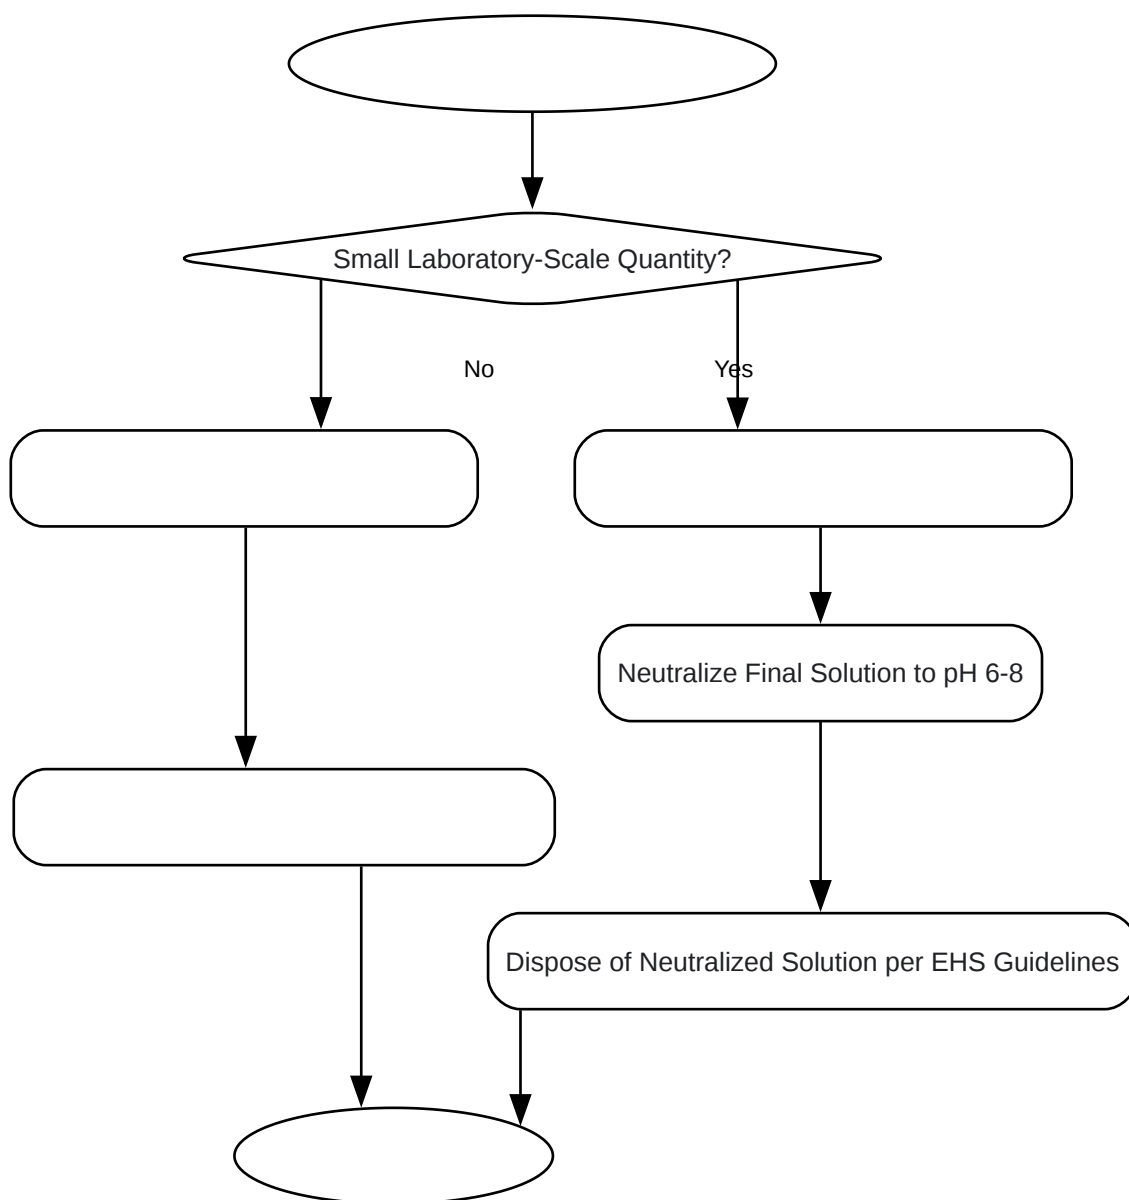 Small Laboratory-Scale Quantity?
No
Yes
Neutralize Final Solution to pH 6-8
Dispose of Neutralized Solution per EHS Guidelines